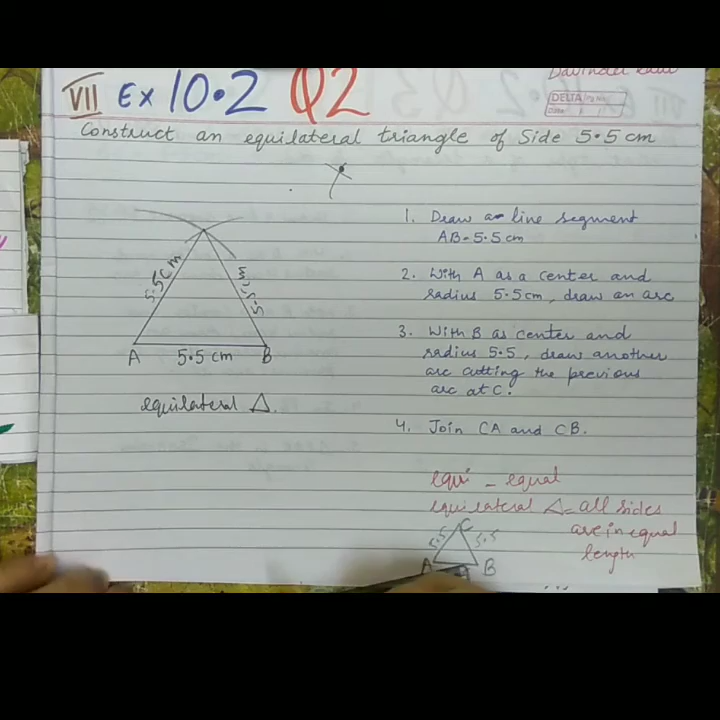 VII Ex 10.2 Q2
DELTA
Construct an equilateral triangle of Side 5.5 cm
5.5 cm
5.5 cm
A 5.5 cm B
equilateral Δ.
1. Draw a line segment
AB=5.5 cm
2. With A as a center and
radius 5.5 cm, draw an arc
3. With B as center and
radius 5.5, draw another
arc cutting the previous
arc at C.
4. Join CA and CB.
equi - equal
equilateral Δ= all sides
are in equal
length
C
5.5 5.5
A B